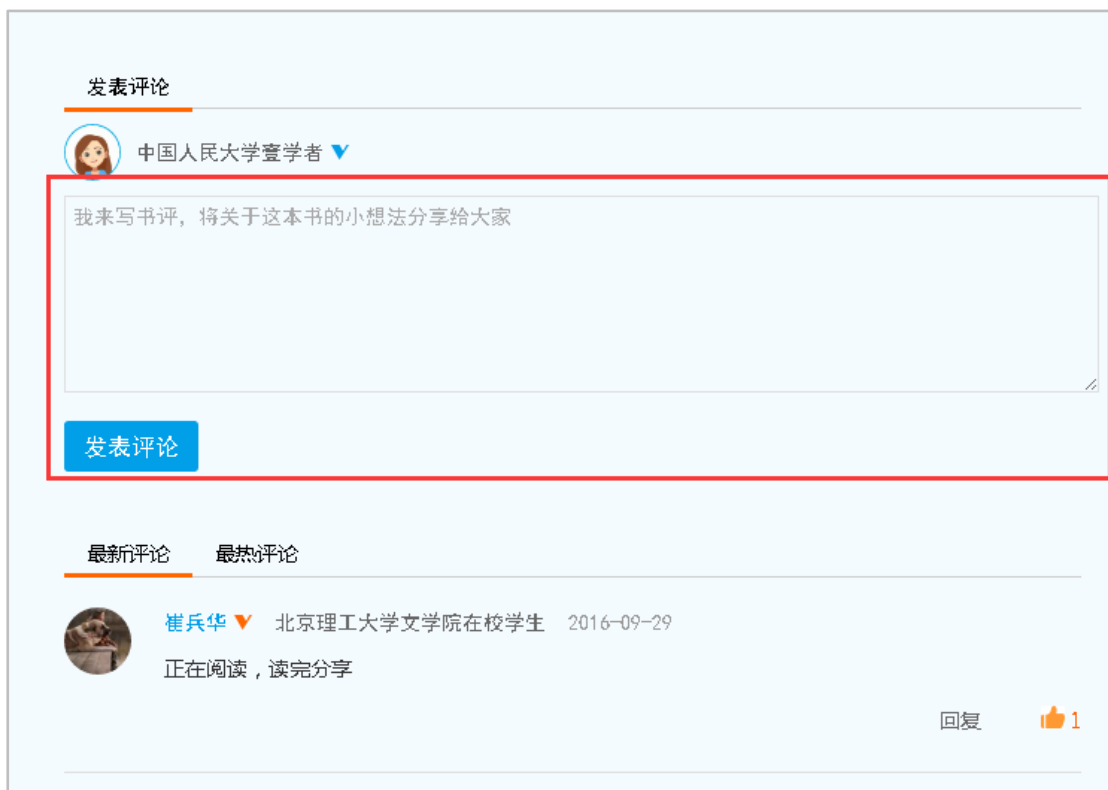 发表评论
中国人民大学壹学者
我来写书评，将关于这本书的小想法分享给大家
发表评论
最新评论 最热评论
崔兵华 北京理工大学文学院在校学生 2016-09-29
正在阅读，读完分享
回复 1